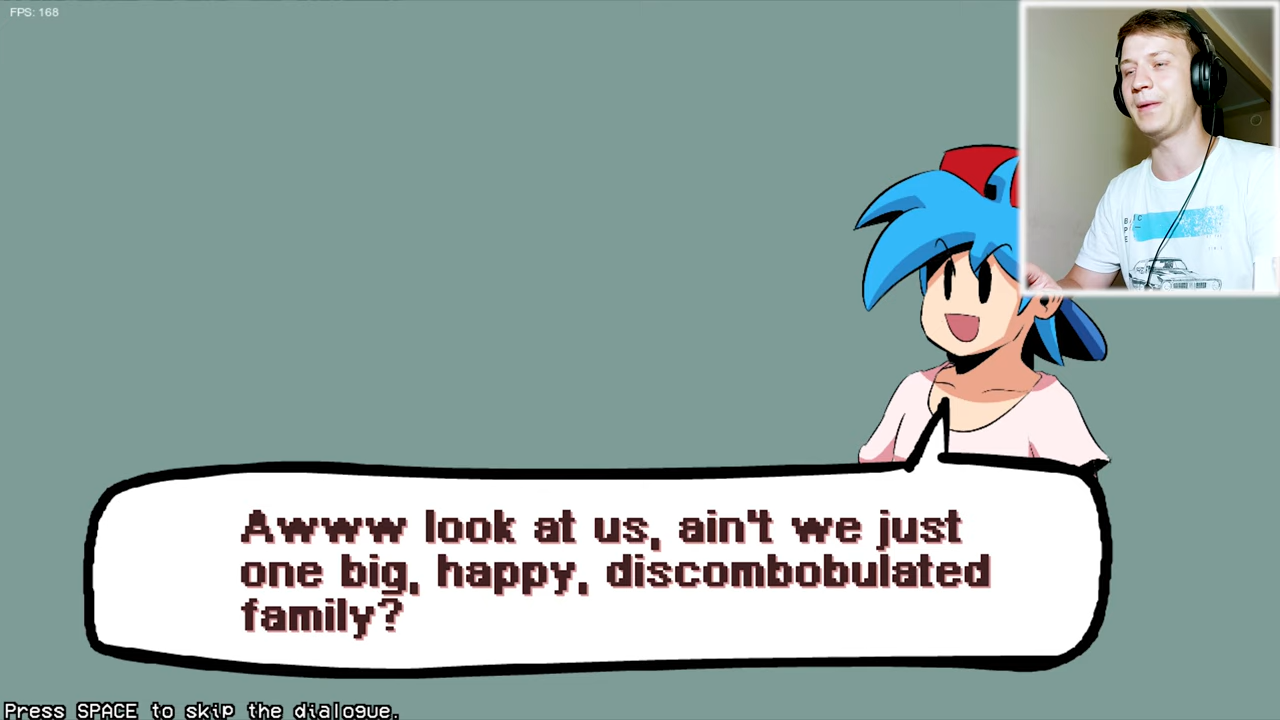 FPS: 168
Awww look at us, ain't we just
one big, happy, discombobulated
family?
Press SPACE to skip the dialogue.